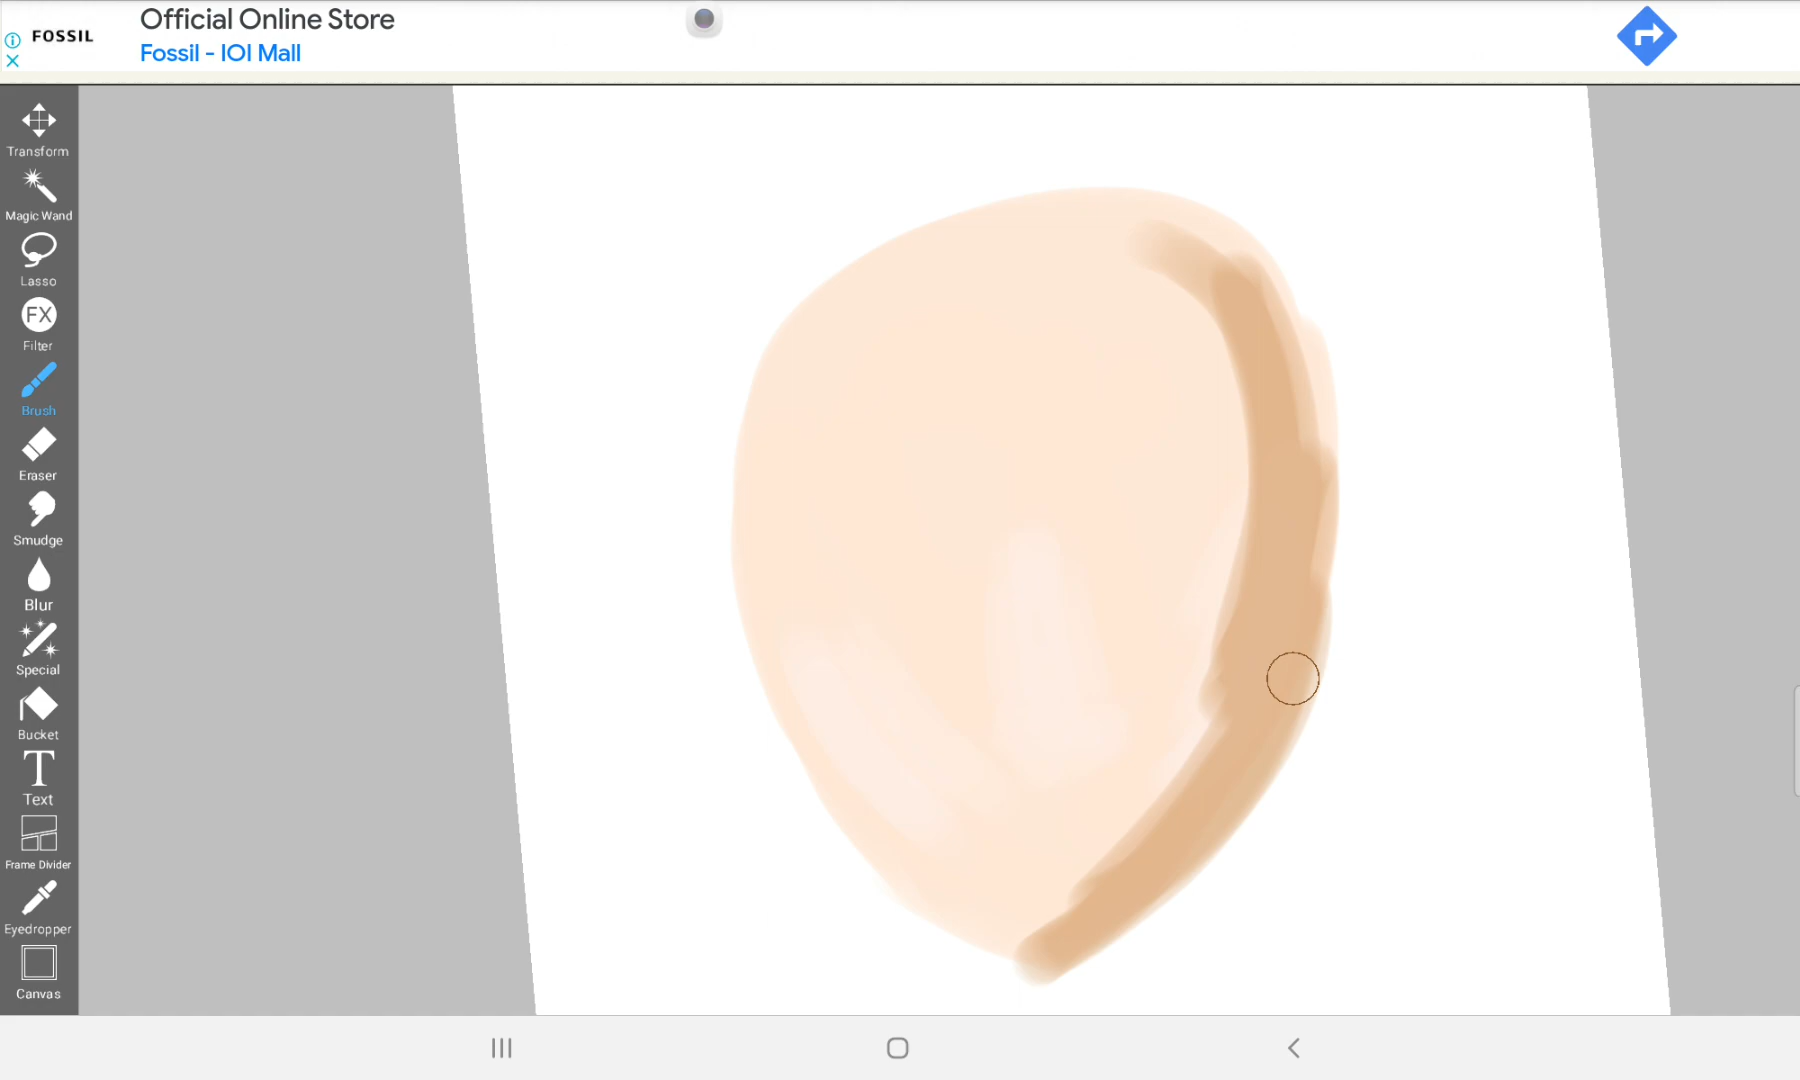 Official Online Store
FOSSIL
Fossil - IOI Mall
Transform
Magic Wand
Lasso
FX
Filter
Brush
Eraser
Smudge
Blur
Special
Bucket
T
Text
Frame Divider
Eyedropper
Canvas